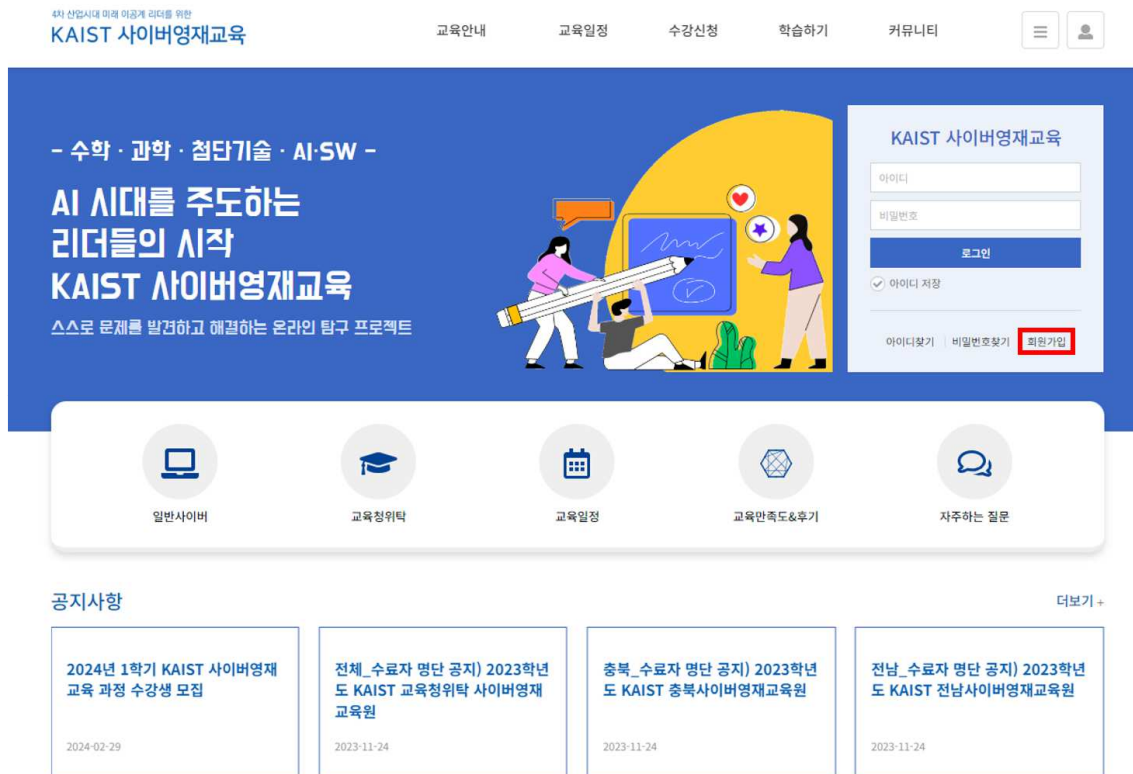 4차 산업시대 미래 이공계 리더를 위한
KAIST 사이버영재교육
교육안내
교육일정
수강신청
학습하기
커뮤니티
- 수학 · 과학 · 첨단기술 · AI·SW -
AI 시대를 주도하는
리더들의 시작
KAIST 사이버영재교육
스스로 문제를 발견하고 해결하는 온라인 탐구 프로젝트
KAIST 사이버영재교육
아이디
비밀번호
로그인
아이디 저장
아이디찾기 비밀번호찾기 회원가입
일반사이버
교육청위탁
교육일정
교육만족도&후기
자주하는 질문
공지사항
더보기 +
2024년 1학기 KAIST 사이버영재
교육 과정 수강생 모집
2024-02-29
전체_수료자 명단 공지) 2023학년
도 KAIST 교육청위탁 사이버영재
교육원
2023-11-24
충북_수료자 명단 공지) 2023학년
도 KAIST 충북사이버영재교육원
2023-11-24
전남_수료자 명단 공지) 2023학년
도 KAIST 전남사이버영재교육원
2023-11-24